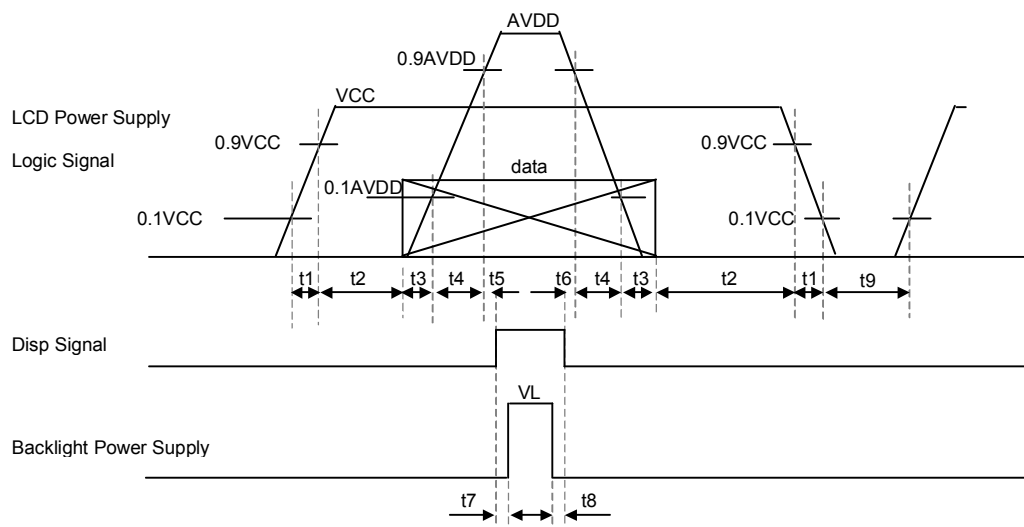 AVDD
0.9AVDD
VCC
LCD Power Supply
0.9VCC
0.9VCC
Logic Signal
data
0.1AVDD
0.1VCC
0.1VCC
t1
t2
t3
t4
t5
t6
t4
t3
t2
t1
t9
Disp Signal
VL
Backlight Power Supply
t7
t8